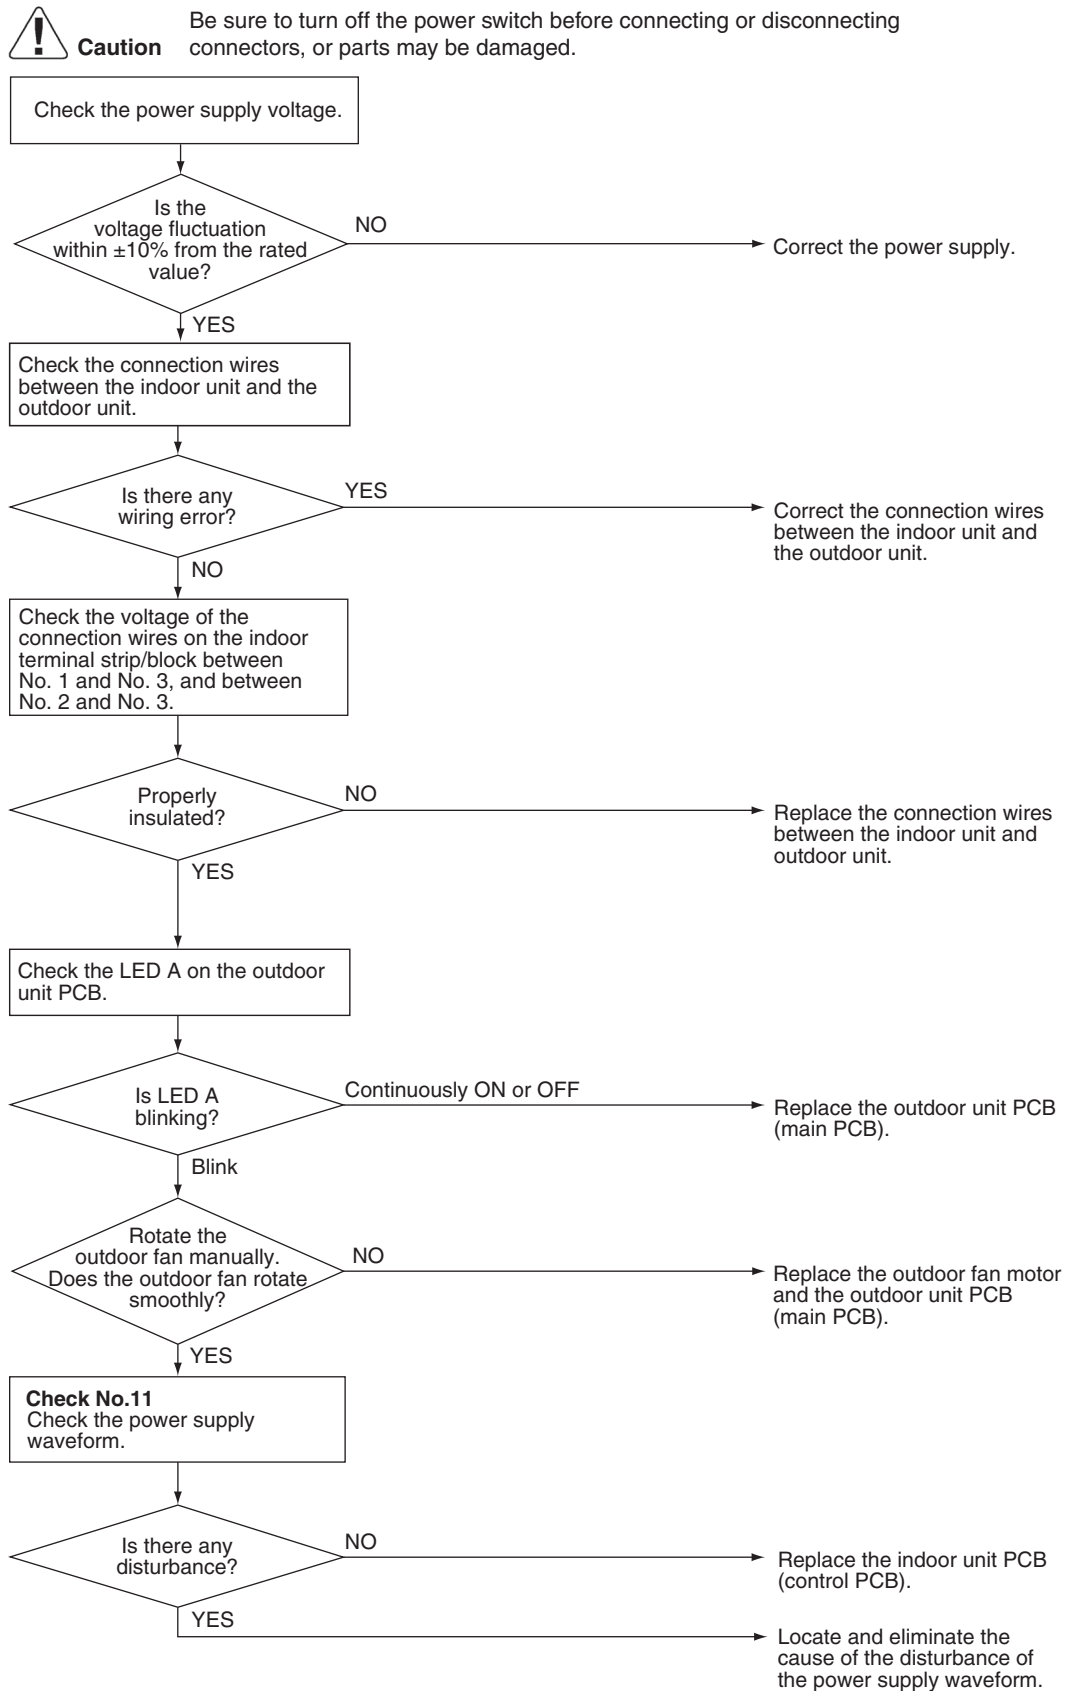 Be sure to turn off the power switch before connecting or disconnecting
Caution connectors, or parts may be damaged.
Check the power supply voltage.
Is the
voltage fluctuation
within ±10% from the rated
value?
NO
Correct the power supply.
YES
Check the connection wires
between the indoor unit and the
outdoor unit.
Is there any
wiring error?
YES
Correct the connection wires
between the indoor unit and
the outdoor unit.
NO
Check the voltage of the
connection wires on the indoor
terminal strip/block between
No. 1 and No. 3, and between
No. 2 and No. 3.
Properly
insulated?
NO
Replace the connection wires
between the indoor unit and
outdoor unit.
YES
Check the LED A on the outdoor
unit PCB.
Is LED A
blinking?
Continuously ON or OFF
Replace the outdoor unit PCB
(main PCB).
Blink
Rotate the
outdoor fan manually.
Does the outdoor fan rotate
smoothly?
NO
Replace the outdoor fan motor
and the outdoor unit PCB
(main PCB).
YES
Check No.11
Check the power supply
waveform.
Is there any
disturbance?
NO
Replace the indoor unit PCB
(control PCB).
YES
Locate and eliminate the
cause of the disturbance of
the power supply waveform.